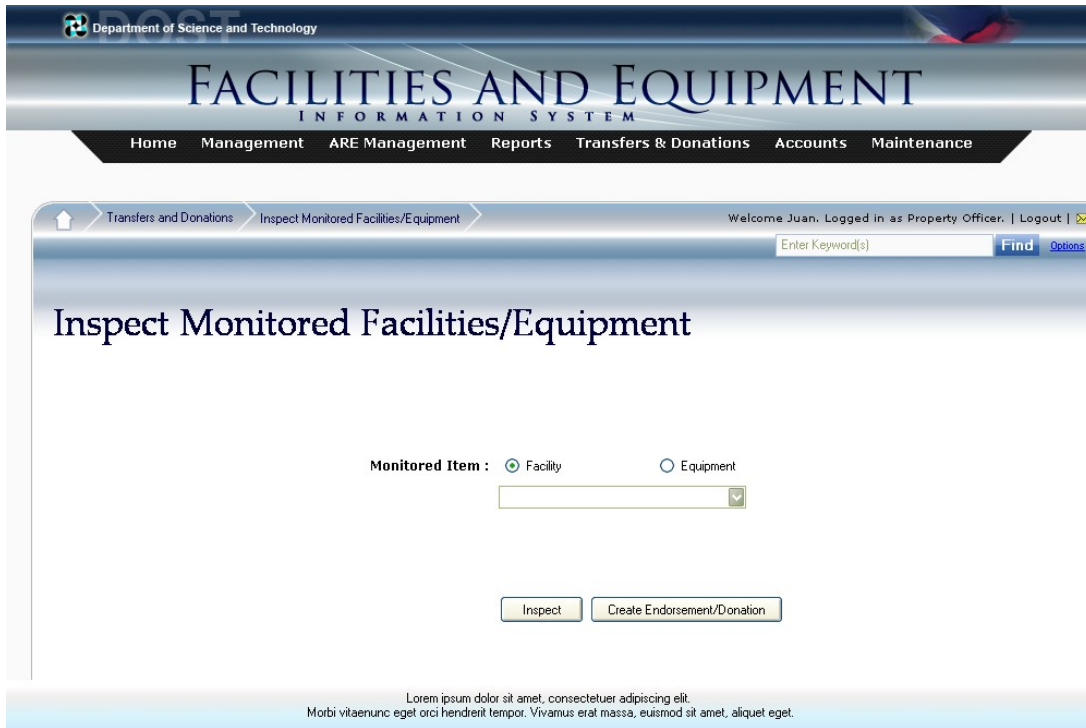 DOST
Department of Science and Technology
FACILITIES AND EQUIPMENT
INFORMATION SYSTEM
Home Management ARE Management Reports Transfers & Donations Accounts Maintenance
Transfers and Donations Inspect Monitored Facilities/Equipment Welcome Juan. Logged in as Property Officer. | Logout |
Enter Keyword(s) Find Options
Inspect Monitored Facilities/Equipment
Monitored Item : Facility Equipment
Inspect Create Endorsement/Donation
Lorem ipsum dolor sit amet, consectetuer adipiscing elit.
Morbi vitaenunc eget orci hendrerit tempor. Vivamus erat massa, euismod sit amet, aliquet eget.